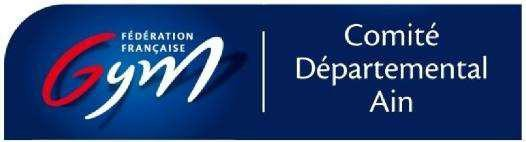 FÉDÉRATION
FRANÇAISE
Gym
Comité
Départemental
Ain